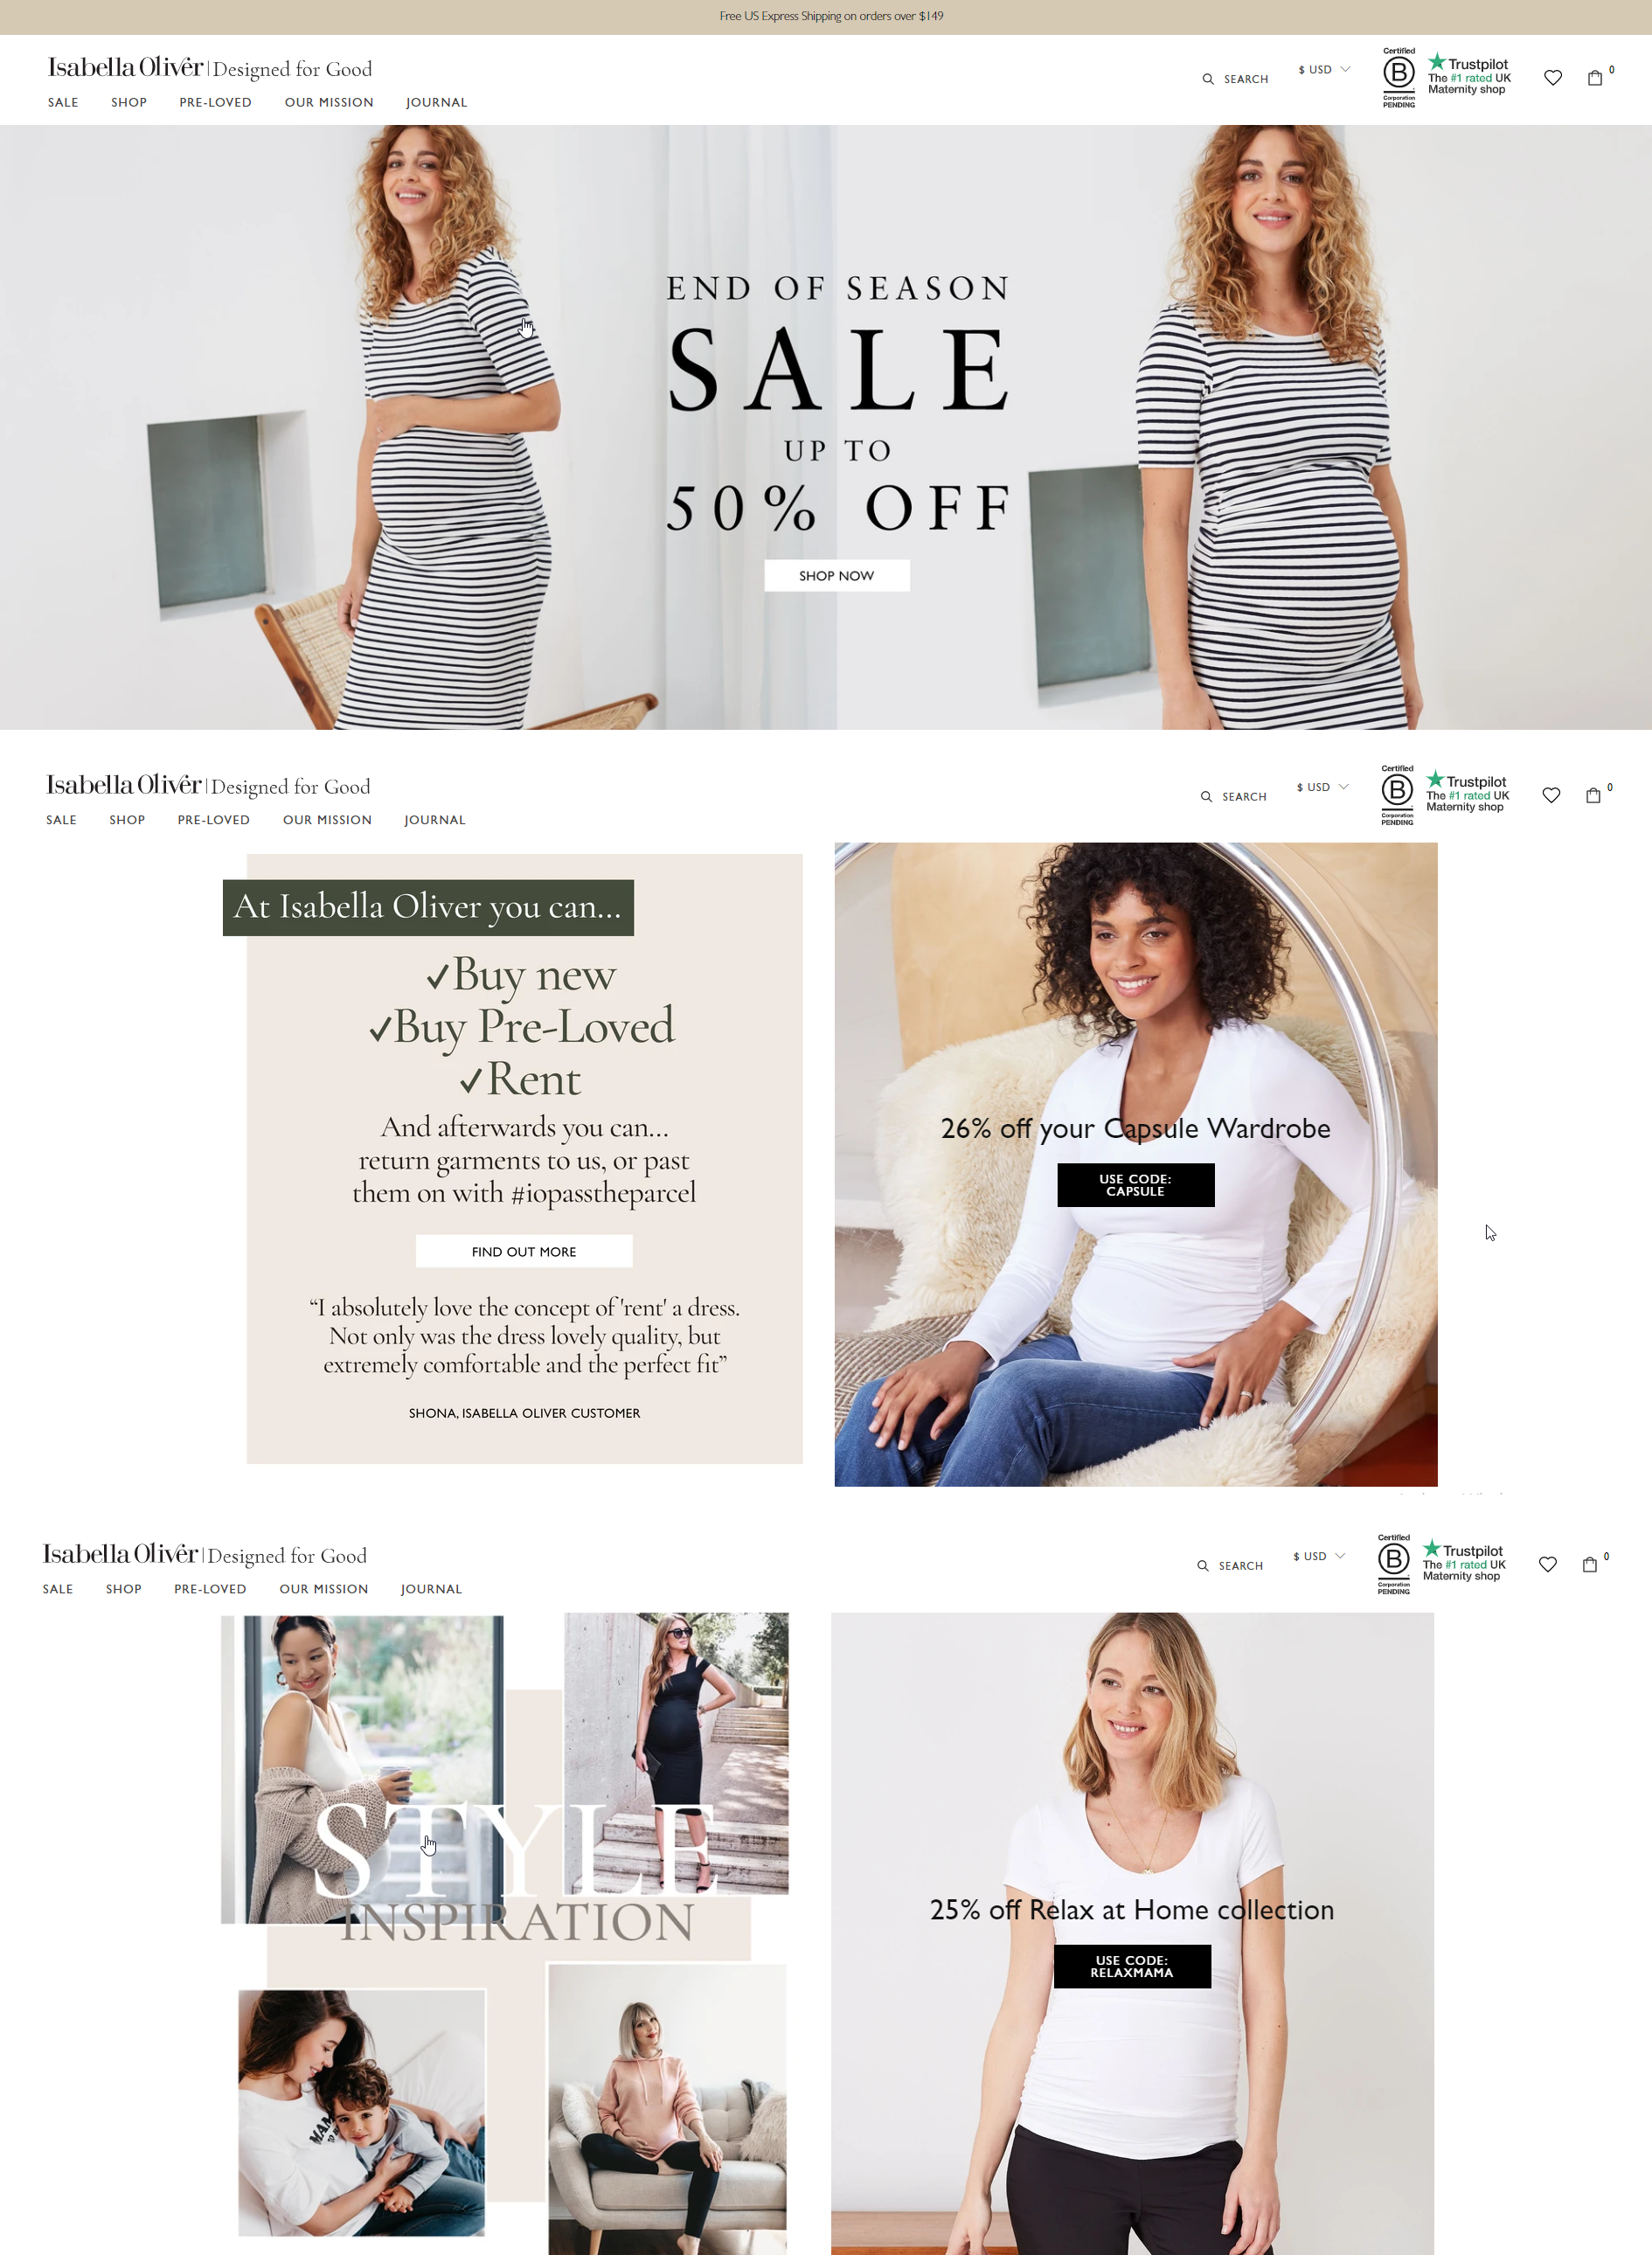 Free US Express Shipping on orders over $149
Isabella Oliver | Designed for Good
SEARCH
$ USD
Certified
B
Corporation
PENDING
Trustpilot
The #1 rated UK
Maternity shop
0
SALE SHOP PRE-LOVED OUR MISSION JOURNAL
END OF SEASON
SALE
UP TO
50% OFF
SHOP NOW
Isabella Oliver | Designed for Good
SEARCH
$ USD
Certified
B
Corporation
PENDING
Trustpilot
The #1 rated UK
Maternity shop
0
SALE SHOP PRE-LOVED OUR MISSION JOURNAL
At Isabella Oliver you can...
✓Buy new
✓Buy Pre-Loved
✓Rent
And afterwards you can...
return garments to us, or past
them on with #iopasstheparcel
FIND OUT MORE
“I absolutely love the concept of 'rent' a dress.
Not only was the dress lovely quality, but
extremely comfortable and the perfect fit”
SHONA, ISABELLA OLIVER CUSTOMER
26% off your Capsule Wardrobe
USE CODE:
CAPSULE
Isabella Oliver | Designed for Good
SEARCH
$ USD
Certified
B
Corporation
PENDING
Trustpilot
The #1 rated UK
Maternity shop
0
SALE SHOP PRE-LOVED OUR MISSION JOURNAL
STYLE
INSPIRATION
25% off Relax at Home collection
USE CODE:
RELAXMAMA